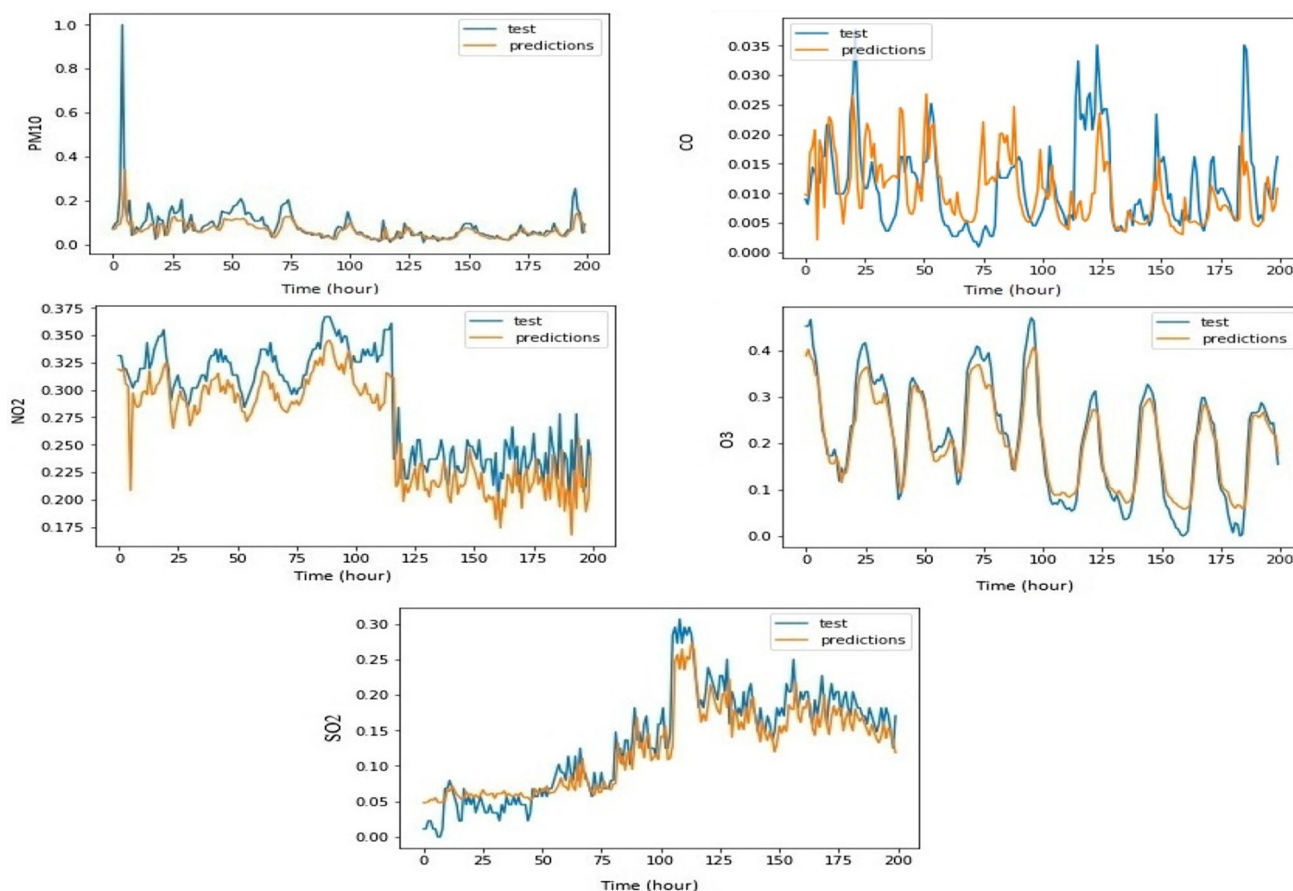 1.0
0.8
0.6
0.4
0.2
0.0
PM10
test
predictions
0 25 50 75 100 125 150 175 200
Time (hour)
0.035
0.030
0.025
0.020
0.015
0.010
0.005
0.000
CO
test
predictions
0 25 50 75 100 125 150 175 200
Time (hour)
0.375
0.350
0.325
0.300
0.275
0.250
0.225
0.200
0.175
NO2
test
predictions
0 25 50 75 100 125 150 175 200
Time (hour)
0.4
0.3
0.2
0.1
0.0
O3
test
predictions
0 25 50 75 100 125 150 175 200
Time (hour)
0.30
0.25
0.20
0.15
0.10
0.05
0.00
SO2
test
predictions
0 25 50 75 100 125 150 175 200
Time (hour)